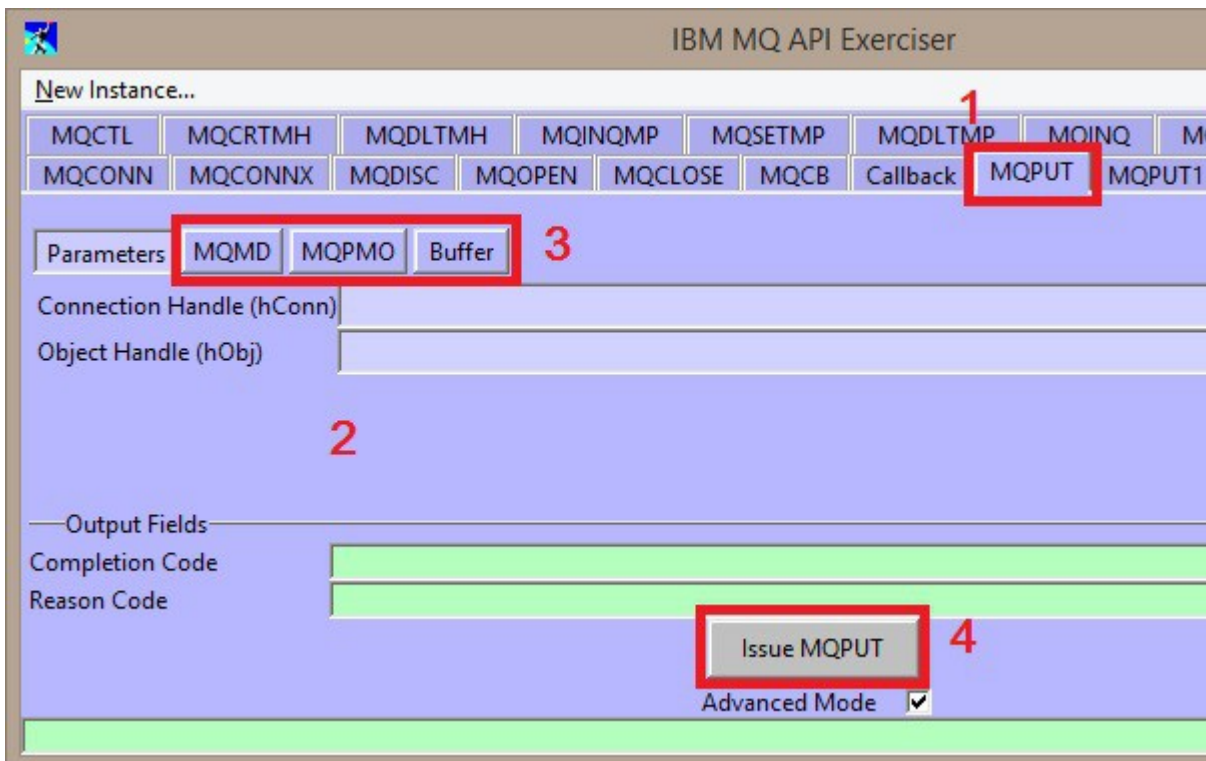 IBM MQ API Exerciser
New Instance...
1
MQCTL MQCRTMH MQDLTMH MQINQMP MQSETMP MQDLTMP MQINQ
MQCONN MQCONNX MQDISC MQOPEN MQCLOSE MQCB Callback MQPUT MQPUT1
Parameters MQMD MQPMO Buffer 3
Connection Handle (hConn)
Object Handle (hObj)
2
Output Fields
Completion Code
Reason Code
Issue MQPUT 4
Advanced Mode